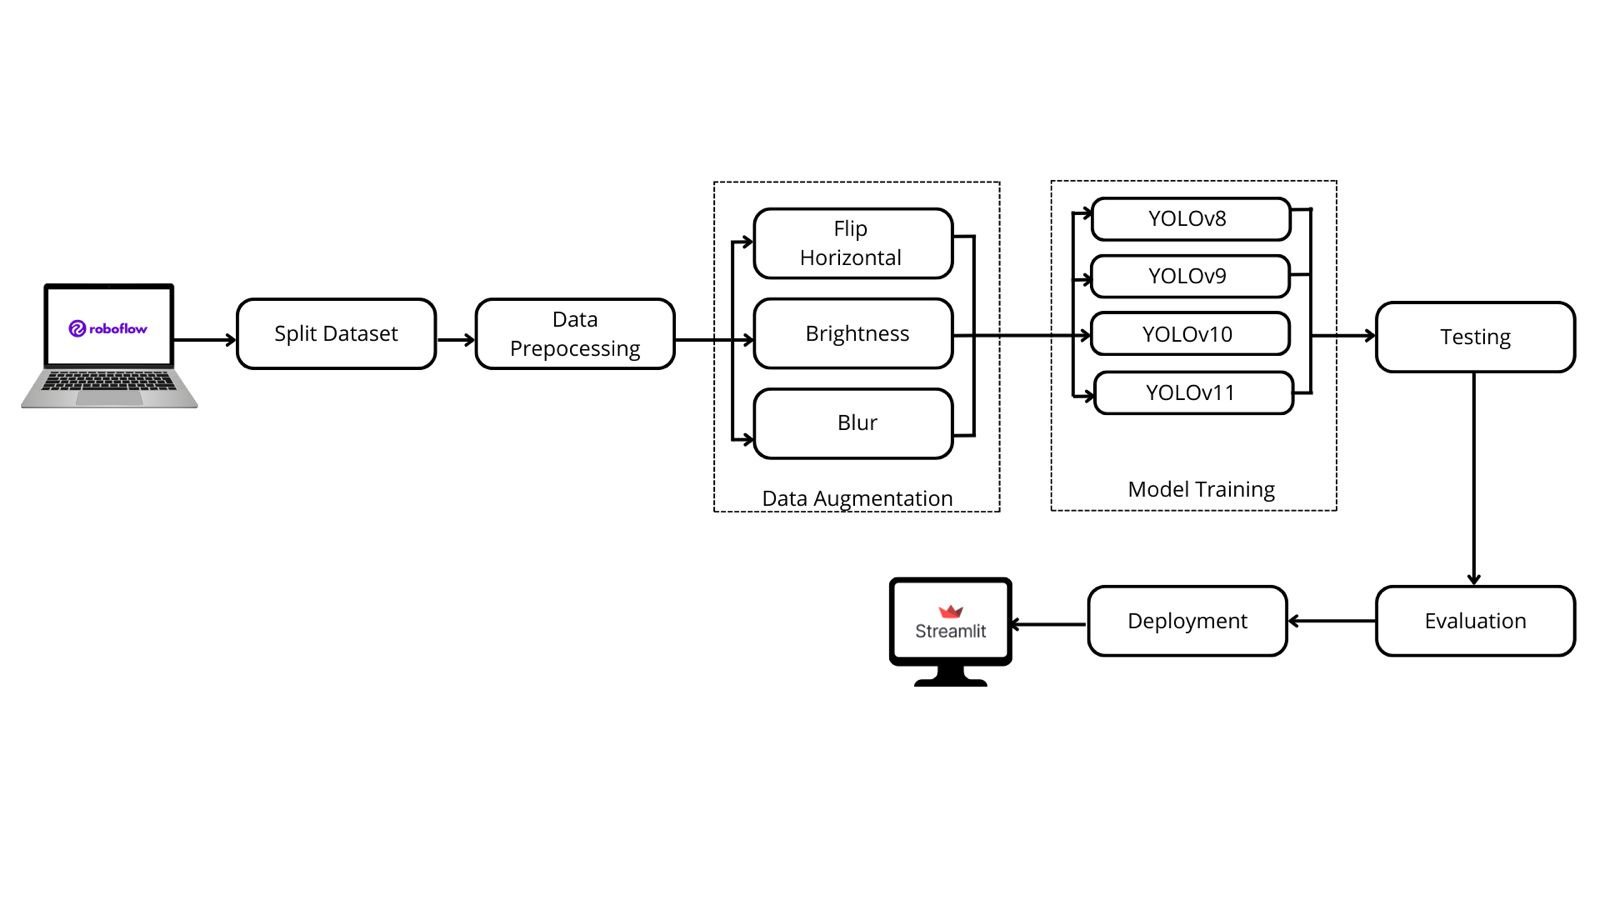 roboflow
Split Dataset
Data
Prepocessing
Flip
Horizontal
Brightness
Blur
Data Augmentation
YOLOv8
YOLOv9
YOLOv10
YOLOv11
Model Training
Testing
Evaluation
Deployment
Streamlit